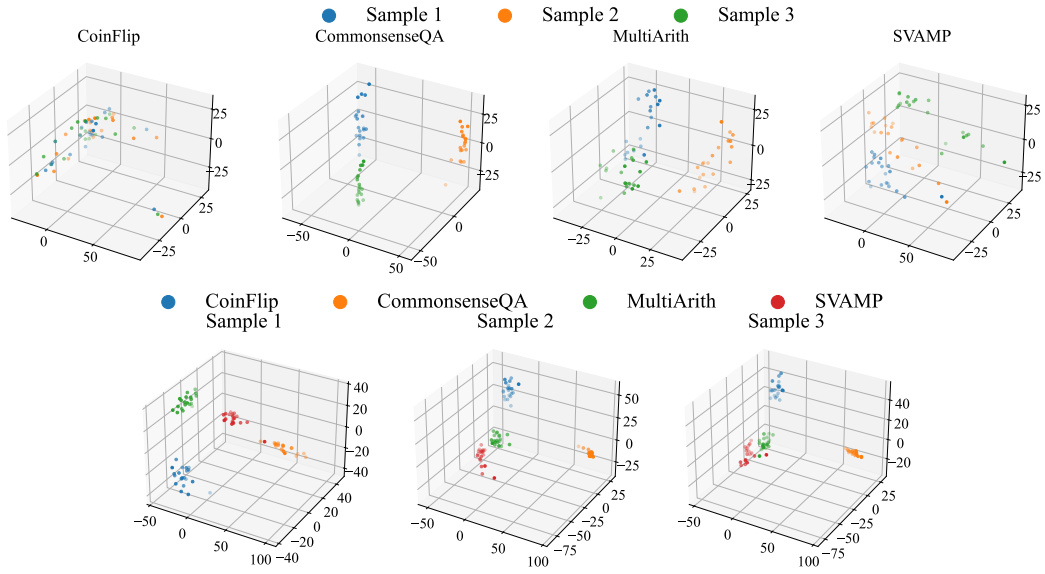 Sample 1 Sample 2 Sample 3
CoinFlip CommonsenseQA MultiArith SVAMP
25 0 −25 25 0 −25 0 50
25 0 −25 0 −50 −50 0 50
25 0 −25 25 0 −25 −25 0 25
25 0 −25 25 0 −25 0 50
CoinFlip CommonsenseQA MultiArith SVAMP
Sample 1 Sample 2 Sample 3
40 20 0 −20 −40 40 20 0 −20 −40 −50 0 50 100
50 25 0 −25 25 0 −25 −50 −75 −50 0 50 100
40 20 0 −20 25 0 −25 −50 −75 −50 0 50 100